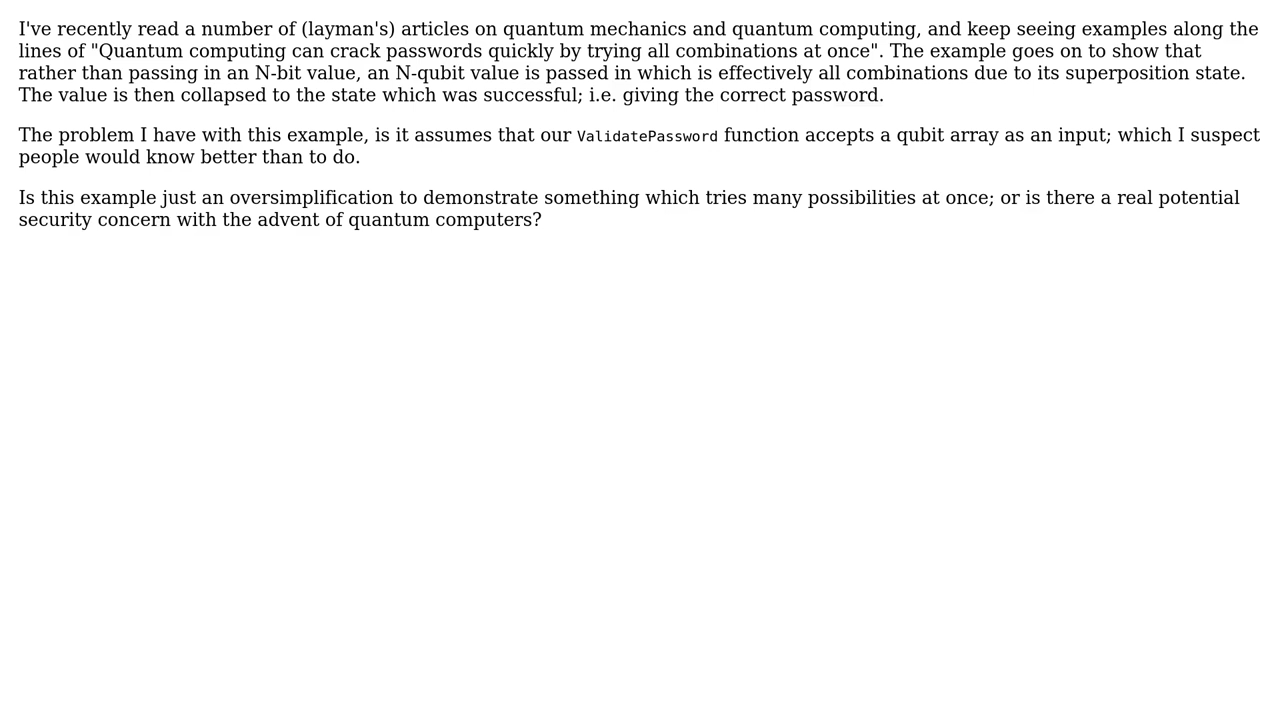 I've recently read a number of (layman's) articles on quantum mechanics and quantum computing, and keep seeing examples along the
lines of "Quantum computing can crack passwords quickly by trying all combinations at once". The example goes on to show that
rather than passing in an N-bit value, an N-qubit value is passed in which is effectively all combinations due to its superposition state.
The value is then collapsed to the state which was successful; i.e. giving the correct password.
The problem I have with this example, is it assumes that our ValidatePassword function accepts a qubit array as an input; which I suspect
people would know better than to do.
Is this example just an oversimplification to demonstrate something which tries many possibilities at once; or is there a real potential
security concern with the advent of quantum computers?